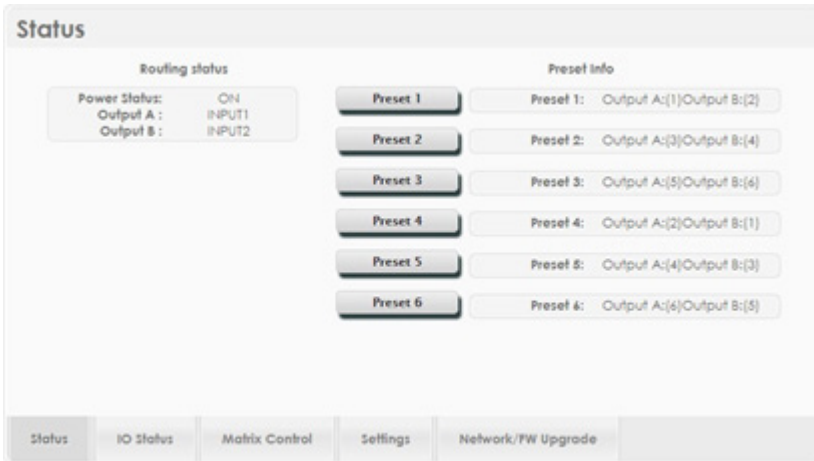 Status
Routing status
Power Status: ON
Output A : INPUT1
Output B : INPUT2
Preset Info
Preset 1 Preset 1: Output A:(1)Output B:(2)
Preset 2 Preset 2: Output A:(3)Output B:(4)
Preset 3 Preset 3: Output A:(5)Output B:(6)
Preset 4 Preset 4: Output A:(2)Output B:(1)
Preset 5 Preset 5: Output A:(4)Output B:(3)
Preset 6 Preset 6: Output A:(6)Output B:(5)
Status IO Status Matrix Control Settings Network/FW Upgrade